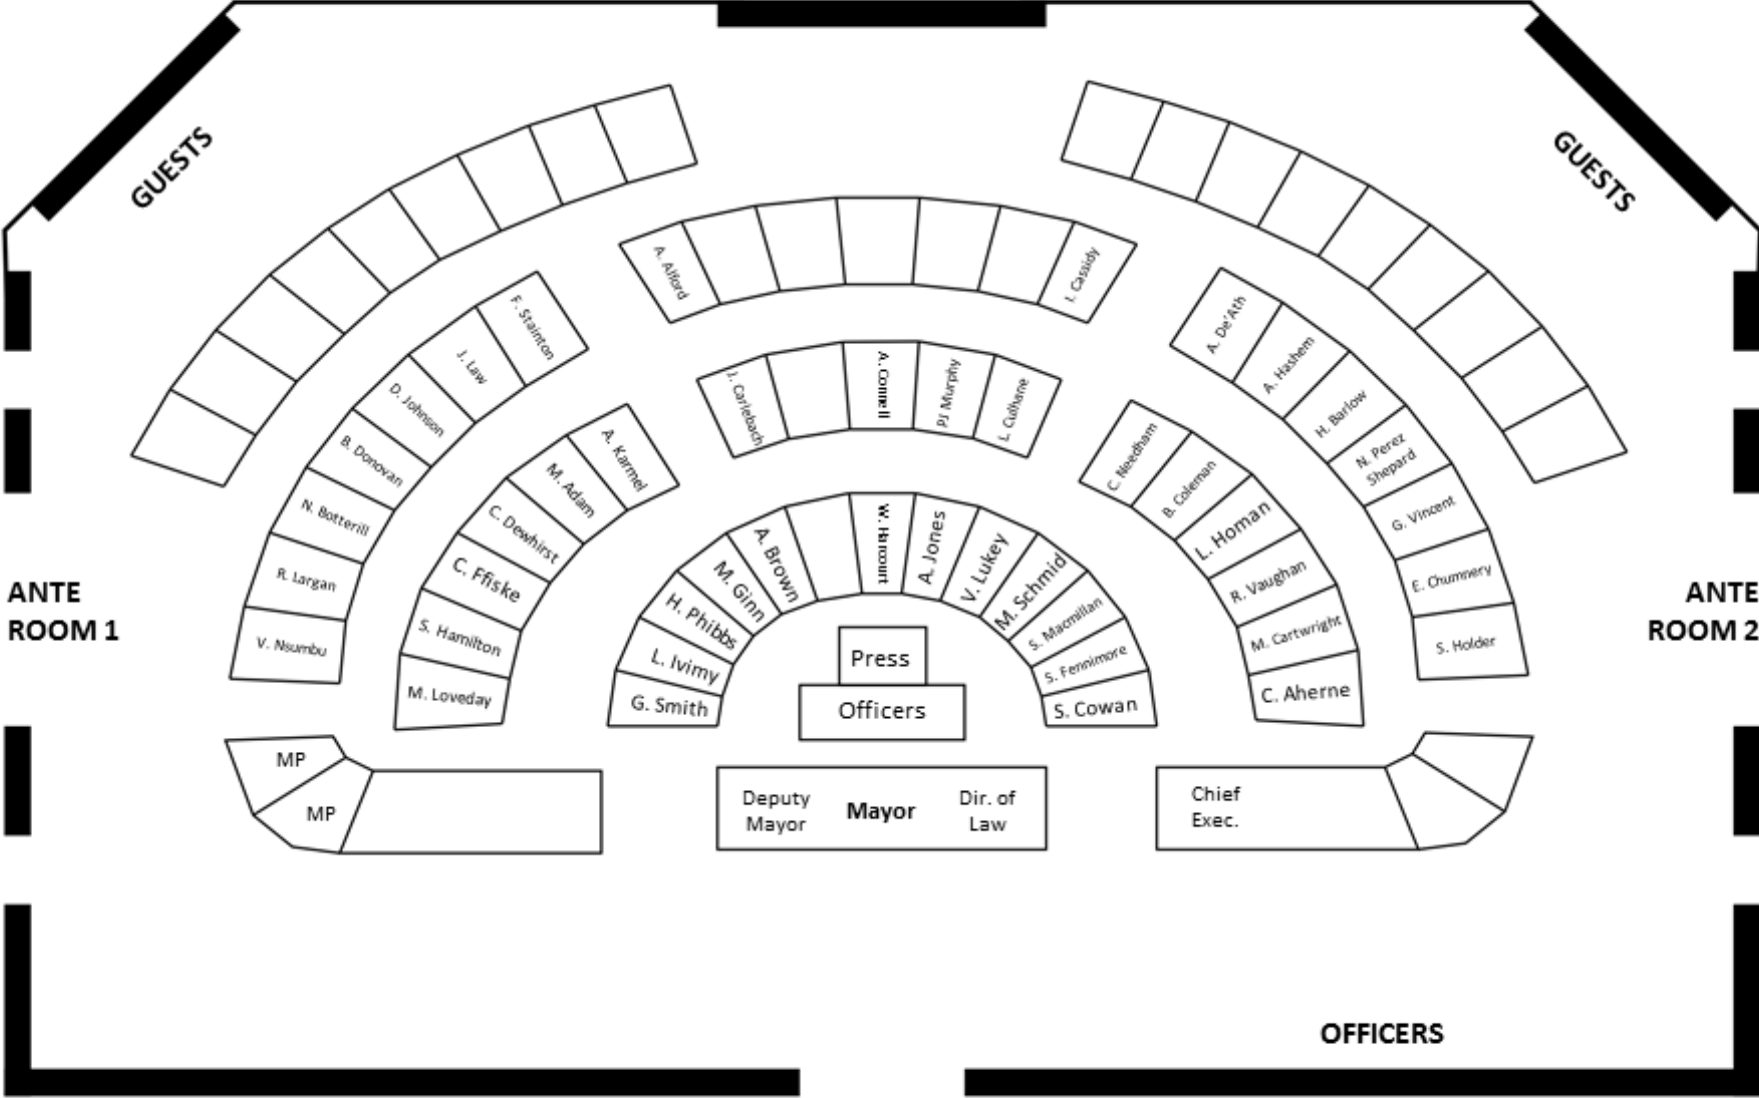 GUESTS
GUESTS
A. Alford
I. Cassidy
F. Stainton
J. Law
D. Johnson
B. Donovan
N. Botterill
R. Largan
V. Nsumbu
A. De'Ath
A. Hashem
H. Barlow
N. Perez
Shepard
G. Vincent
E. Chumnery
S. Holder
J. Carlebach
A. Connell
PJ Murphy
L. Culhane
A. Karmel
M. Adam
C. Dewhirst
C. Ffiske
S. Hamilton
M. Loveday
C. Needham
B. Coleman
L. Homan
R. Vaughan
M. Cartwright
C. Aherne
G. Smith
L. Ivimy
H. Phibbs
M. Ginn
A. Brown
W. Harcourt
A. Jones
V. Lukey
M. Schmid
S. Macmillan
S. Fennimore
S. Cowan
ANTE
ROOM 1
ANTE
ROOM 2
Press
Officers
MP
MP
Deputy
Mayor
Mayor
Dir. of
Law
Chief
Exec.
OFFICERS